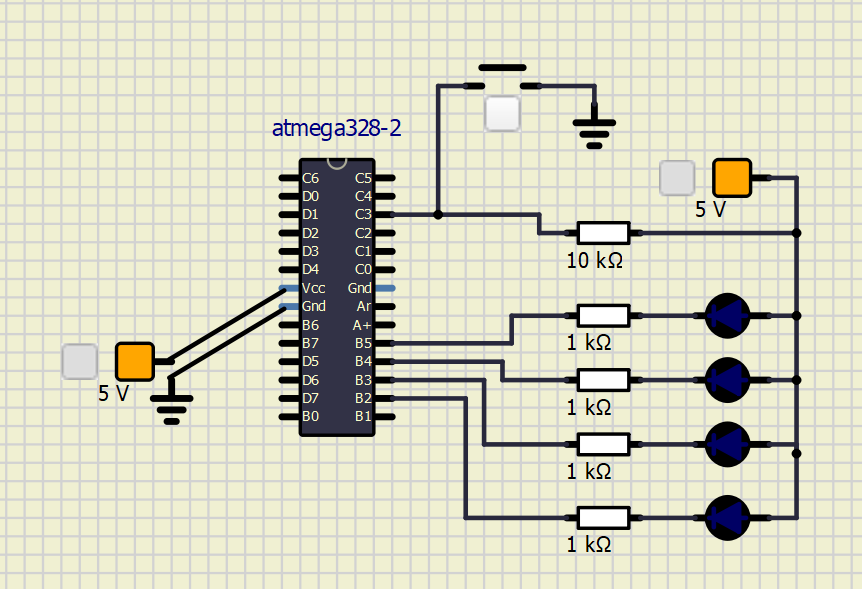 atmega328-2
C6 C5
D0 C4
D1 C3
D2 C2
D3 C1
D4 C0
Vcc Gnd
Gnd Ar
B6 A+
B7 B5
D5 B4
D6 B3
D7 B2
B0 B1
5 V
5 V
10 kΩ
1 kΩ
1 kΩ
1 kΩ
1 kΩ